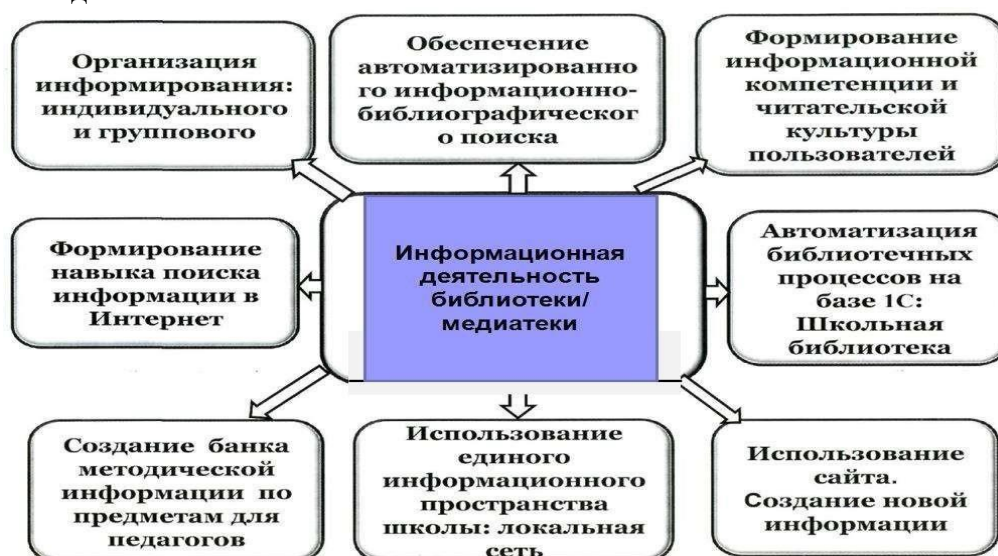 Организация
информирования:
индивидуального
и группового
Обеспечение
автоматизированно
го информационно-
библиографическог
о поиска
Формирование
информационной
компетенции и
читательской
культуры
пользователей
Формирование
навыка поиска
информации в
Интернет
Информационная
деятельность
библиотеки/
медиатеки
Автоматизация
библиотечных
процессов на
базе 1С:
Школьная
библиотека
Создание банка
методической
информации по
предметам для
педагогов
Использование
единого
информационного
пространства
школы: локальная
сеть
Использование
сайта.
Создание новой
информации